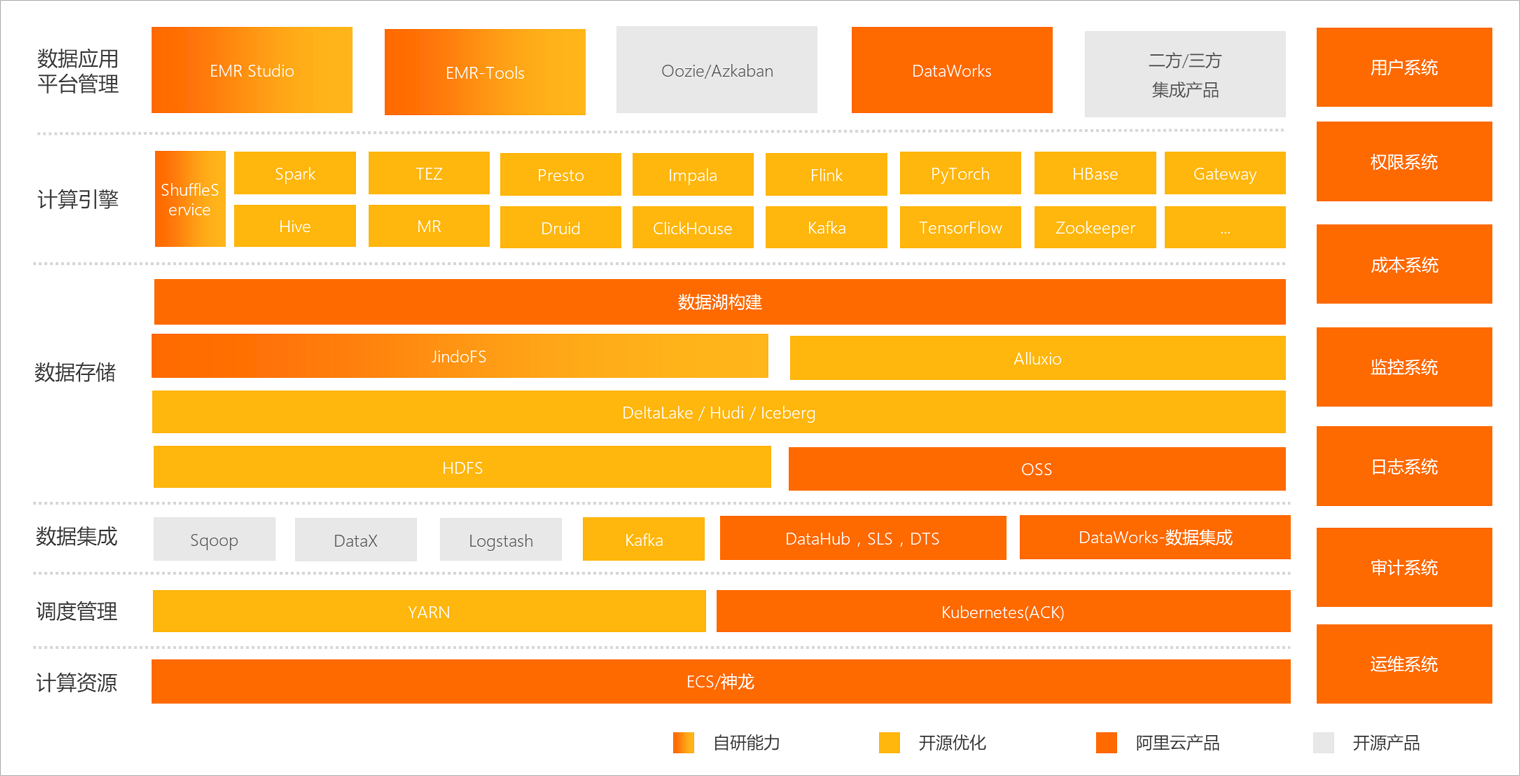 数据应用
平台管理
EMR Studio
EMR-Tools
Oozie/Azkaban
DataWorks
二方/三方
集成产品
用户系统
计算引擎
ShuffleS
ervice
Spark
TEZ
Presto
Impala
Flink
PyTorch
HBase
Gateway
Hive
MR
Druid
ClickHouse
Kafka
TensorFlow
Zookeeper
...
权限系统
数据存储
数据湖构建
JindoFS
Alluxio
DeltaLake / Hudi / Iceberg
HDFS
OSS
成本系统
监控系统
日志系统
数据集成
Sqoop
DataX
Logstash
Kafka
DataHub，SLS，DTS
DataWorks-数据集成
审计系统
调度管理
YARN
Kubernetes(ACK)
计算资源
ECS/神龙
运维系统
自研能力
开源优化
阿里云产品
开源产品